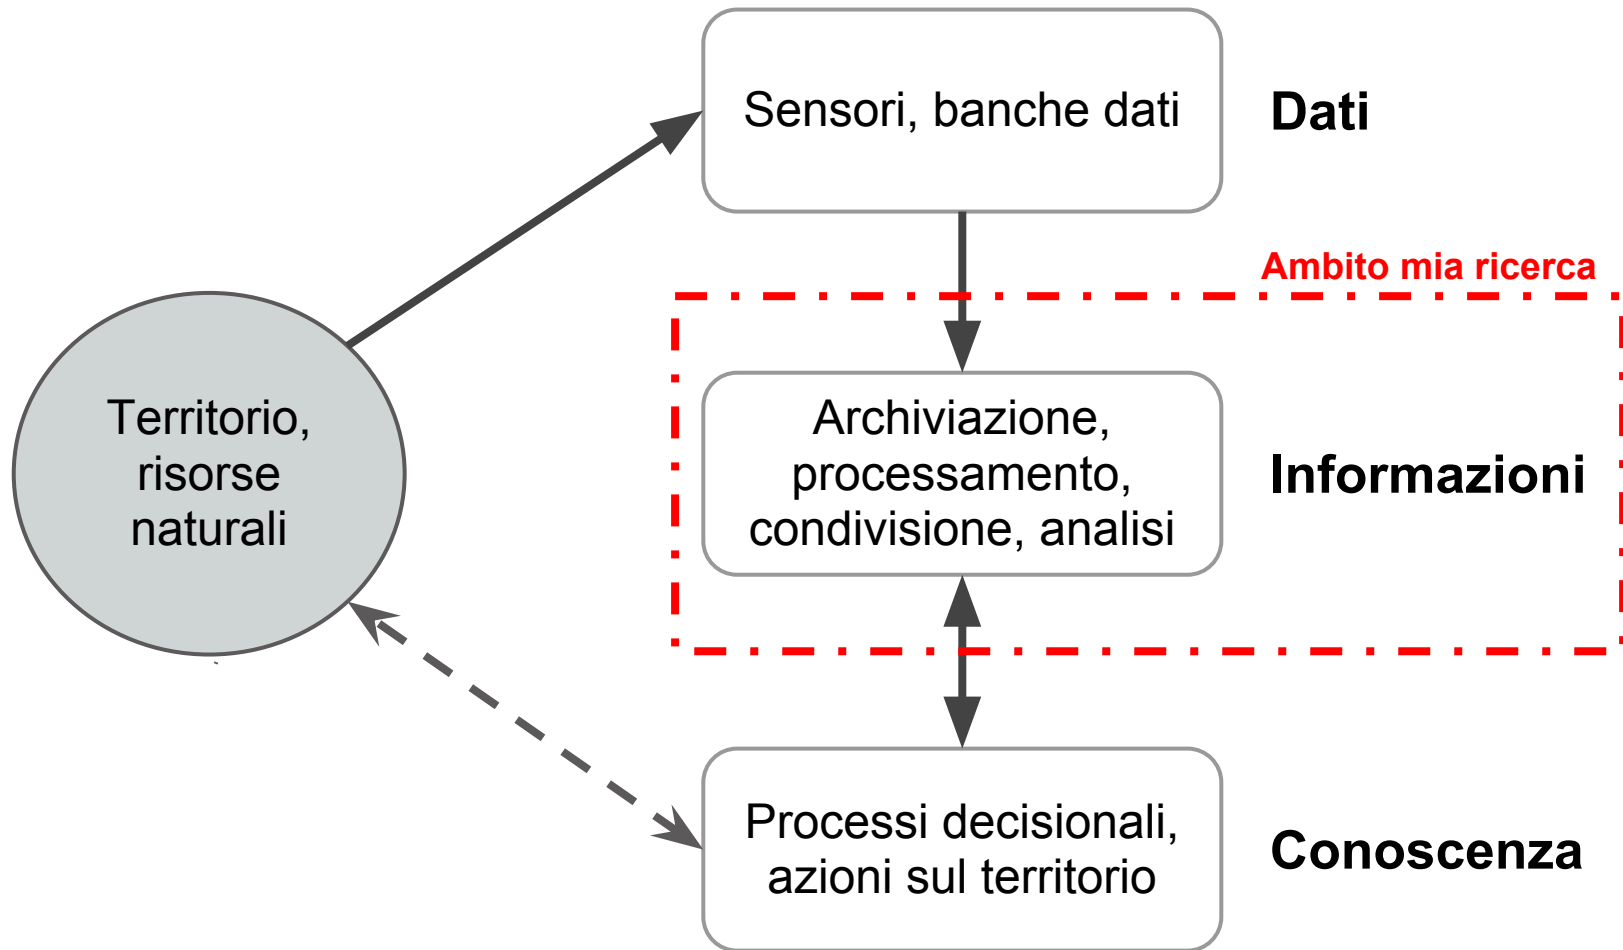 Sensori, banche dati
Dati
Ambito mia ricerca
Territorio,
risorse
naturali
Archiviazione,
processamento,
condivisione, analisi
Informazioni
Processi decisionali,
azioni sul territorio
Conoscenza